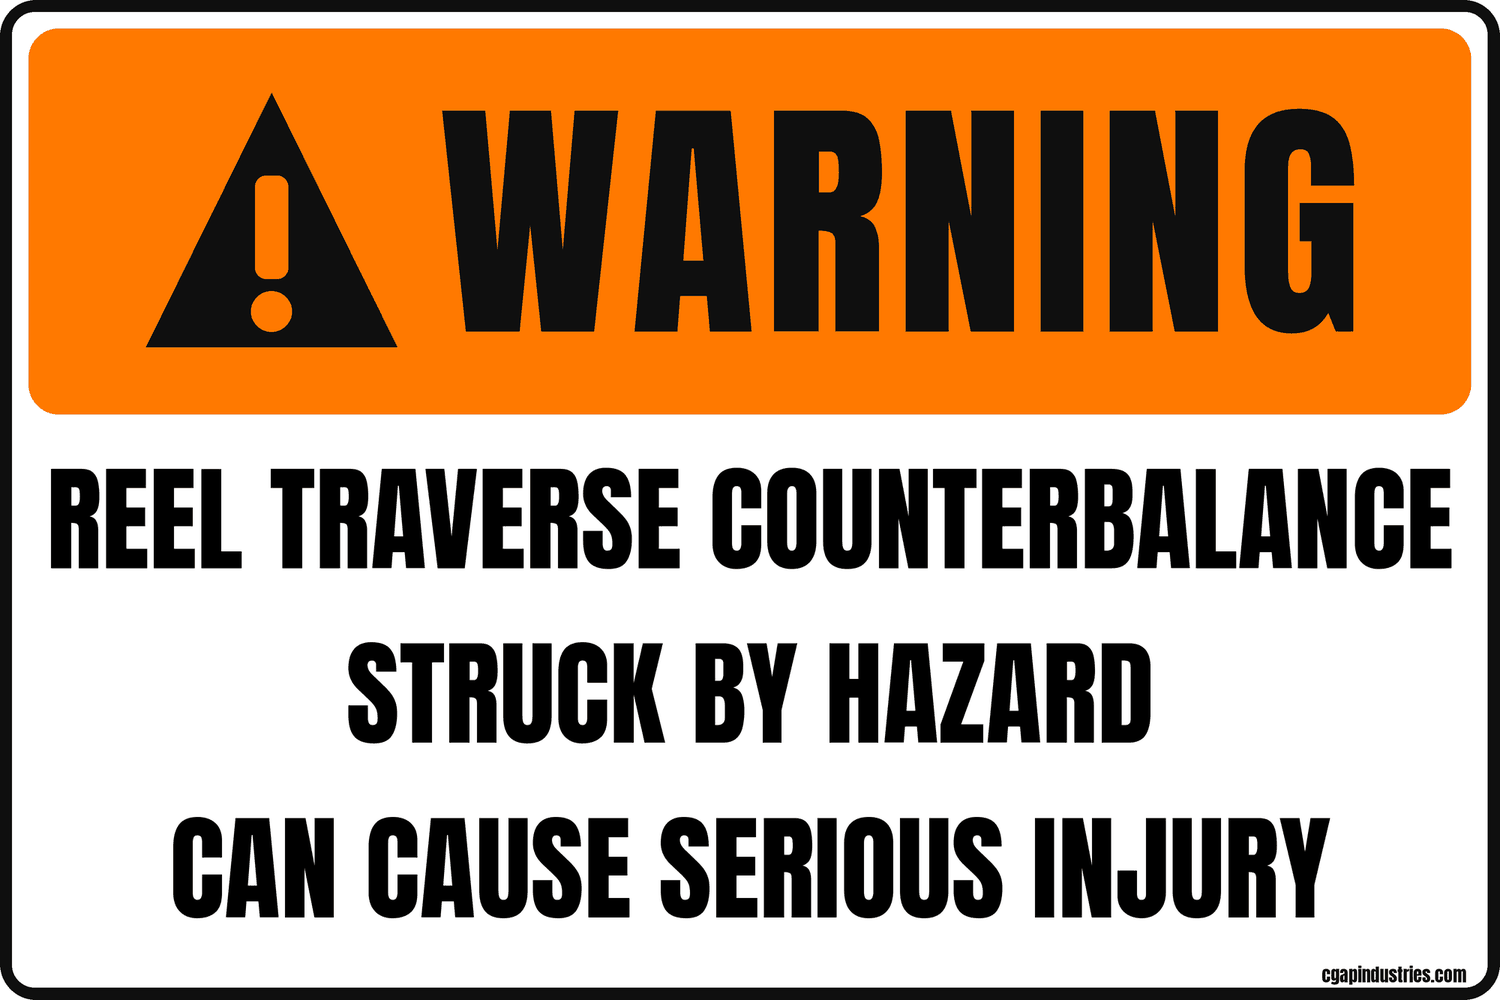 WARNING
REEL TRAVERSE COUNTERBALANCE
STRUCK BY HAZARD
CAN CAUSE SERIOUS INJURY
cgapindustries.com